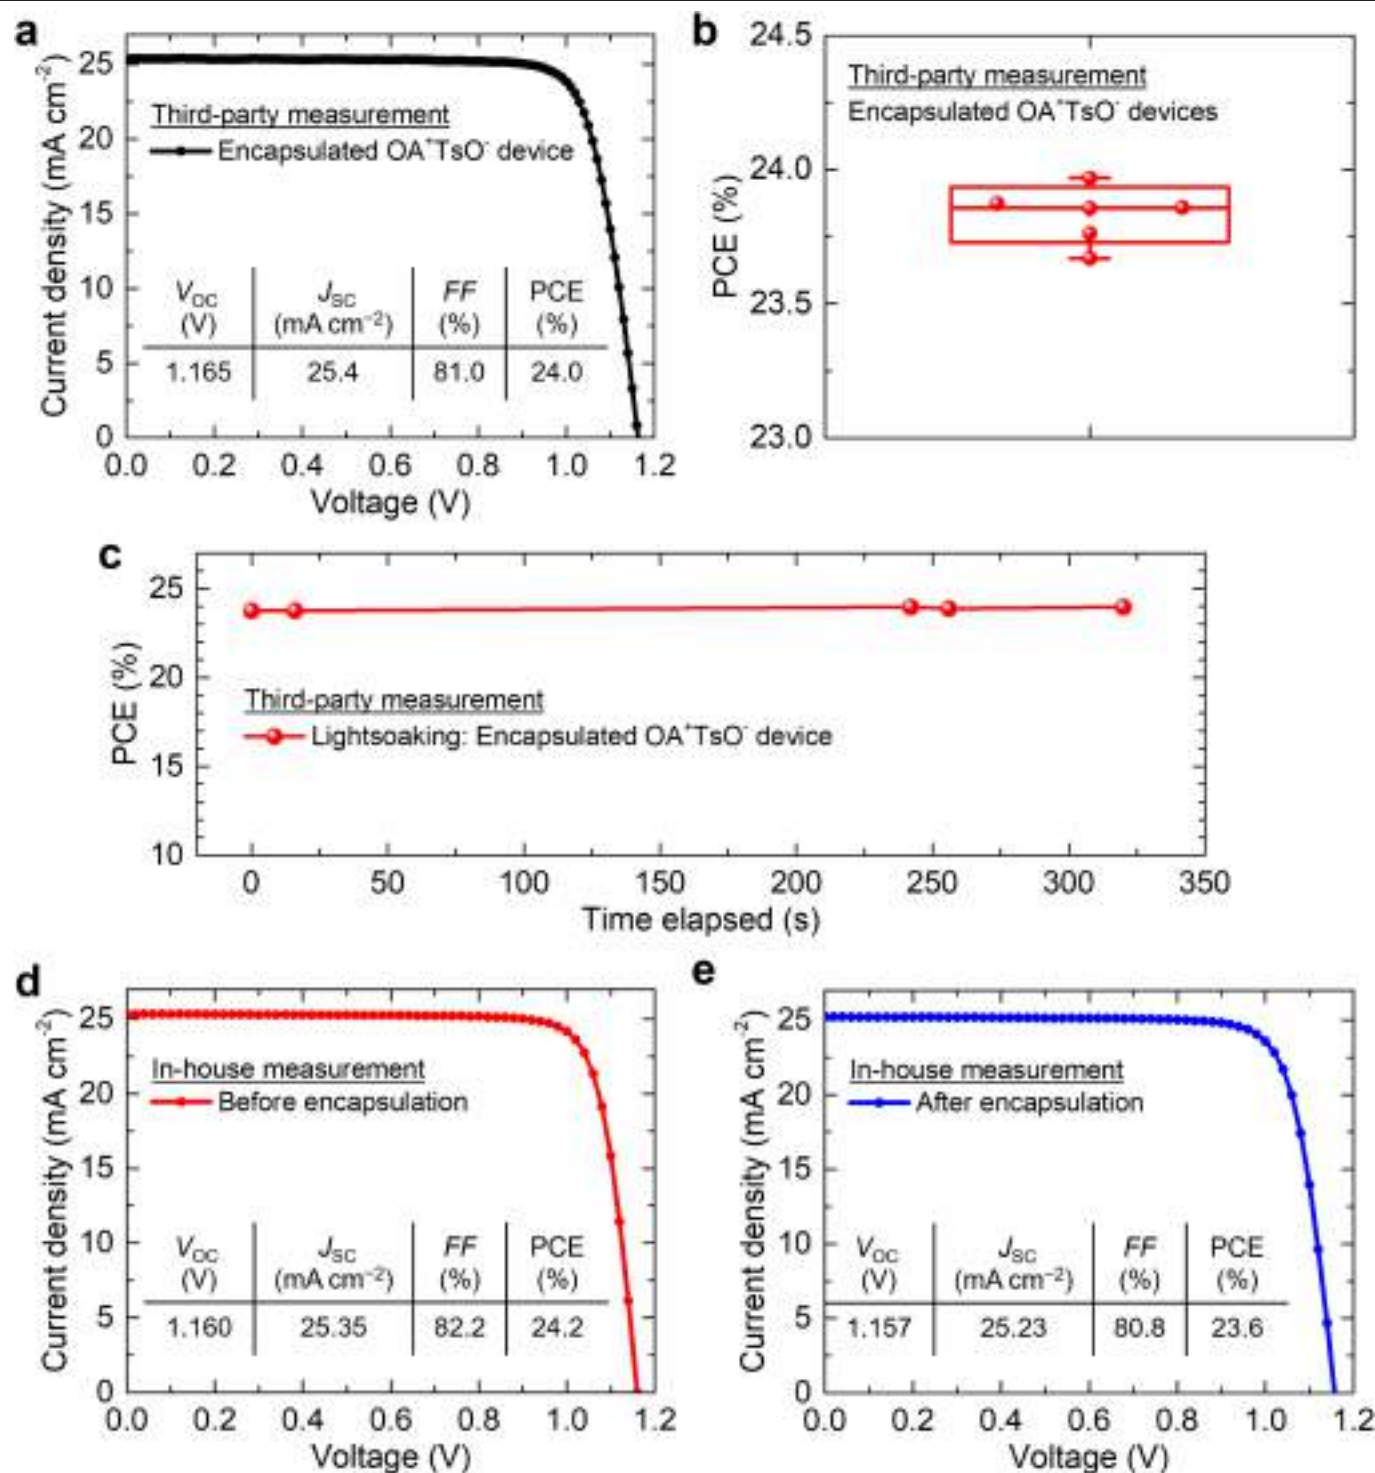 a
Current density (mA cm⁻²)
25
20
15
10
5
0
Third-party measurement
Encapsulated OA⁺TsO⁻ device
V_OC J_SC FF PCE
(V) (mA cm⁻²) (%) (%)
1.165 25.4 81.0 24.0
0.0 0.2 0.4 0.6 0.8 1.0 1.2
Voltage (V)
b
PCE (%)
24.5
24.0
23.5
23.0
Third-party measurement
Encapsulated OA⁺TsO⁻ devices
c
PCE (%)
25
20
15
10
Third-party measurement
Lightsoaking: Encapsulated OA⁺TsO⁻ device
0 50 100 150 200 250 300 350
Time elapsed (s)
d
Current density (mA cm⁻²)
25
20
15
10
5
0
In-house measurement
Before encapsulation
V_OC J_SC FF PCE
(V) (mA cm⁻²) (%) (%)
1.160 25.35 82.2 24.2
0.0 0.2 0.4 0.6 0.8 1.0 1.2
Voltage (V)
e
Current density (mA cm⁻²)
25
20
15
10
5
0
In-house measurement
After encapsulation
V_OC J_SC FF PCE
(V) (mA cm⁻²) (%) (%)
1.157 25.23 80.8 23.6
0.0 0.2 0.4 0.6 0.8 1.0 1.2
Voltage (V)